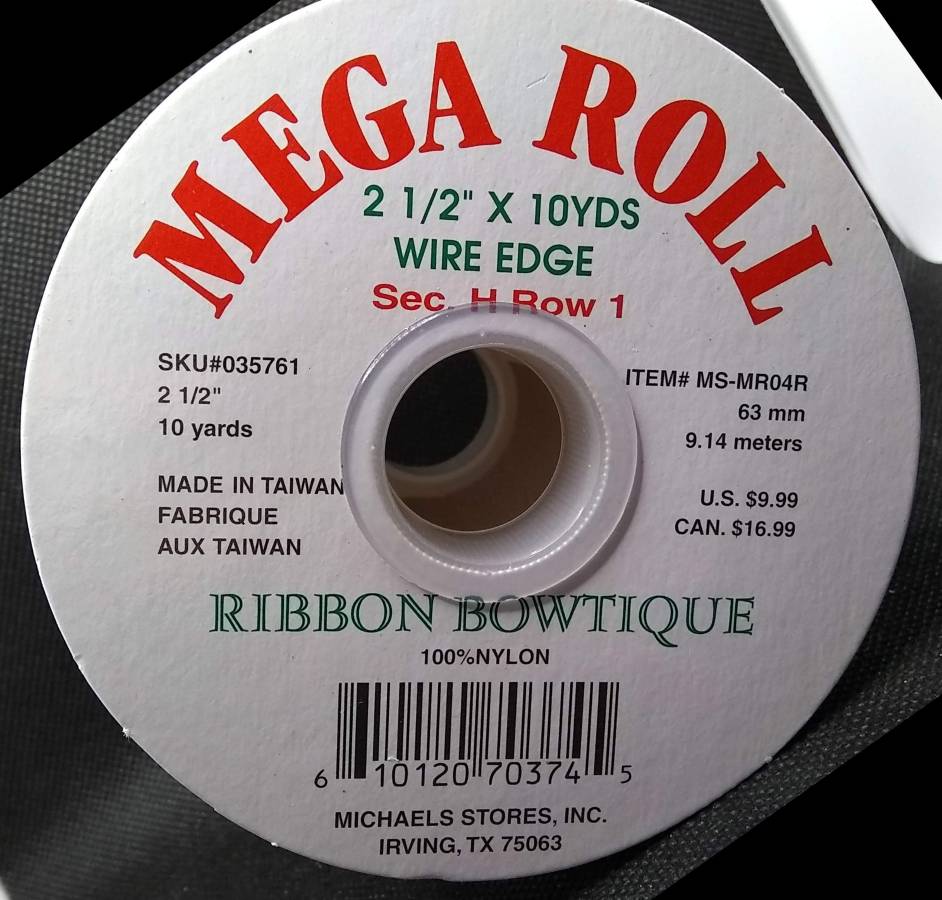 MEGA ROLL
2 1/2" X 10YDS
WIRE EDGE
Sec. H Row 1
SKU#035761
2 1/2"
10 yards
MADE IN TAIWAN
FABRIQUE
AUX TAIWAN
ITEM# MS-MR04R
63 mm
9.14 meters
U.S. $9.99
CAN. $16.99
RIBBON BOWTIQUE
100%NYLON
6 10120 70374 5
MICHAELS STORES, INC.
IRVING, TX 75063